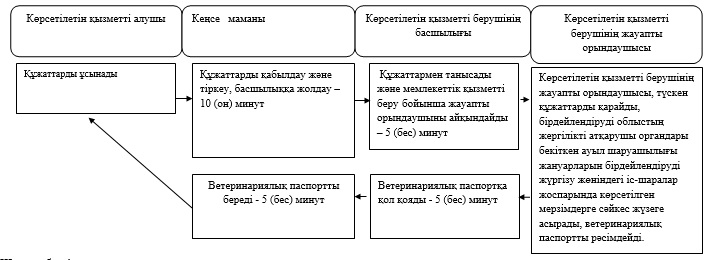 Көрсетілетін қызметті алушы
Кеңсе маманы
Көрсетілетін қызметті берушінің
басшылығы
Көрсетілетін қызметті
берушінің жауапты
орындаушысы
Құжаттарды ұсынады
Құжаттарды қабылдау және
тіркеу, басшылыққа жолдау –
10 (он) минут
Құжаттармен танысады
және мемлекеттік қызметті
беру бойынша жауапты
орындаушыны айқындайды
– 5 (бес) минут
Көрсетілетін қызметті берушінің
жауапты орындаушысы, түскен
құжаттарды қарайды,
бірдейлендіруді облыстың
жергілікті атқарушы органдары
бекіткен ауыл шаруашылығы
жануарларын бірдейлендіруді
жүргізу жөніндегі іс-шаралар
жоспарында көрсетілген
мерзімдерге сәйкес жүзеге
асырады, ветеринариялық
паспортты рәсімдейді.
Ветеринариялық паспортты
береді - 5 (бес) минут
Ветеринариялық паспортқа
қол қояды - 5 (бес) минут